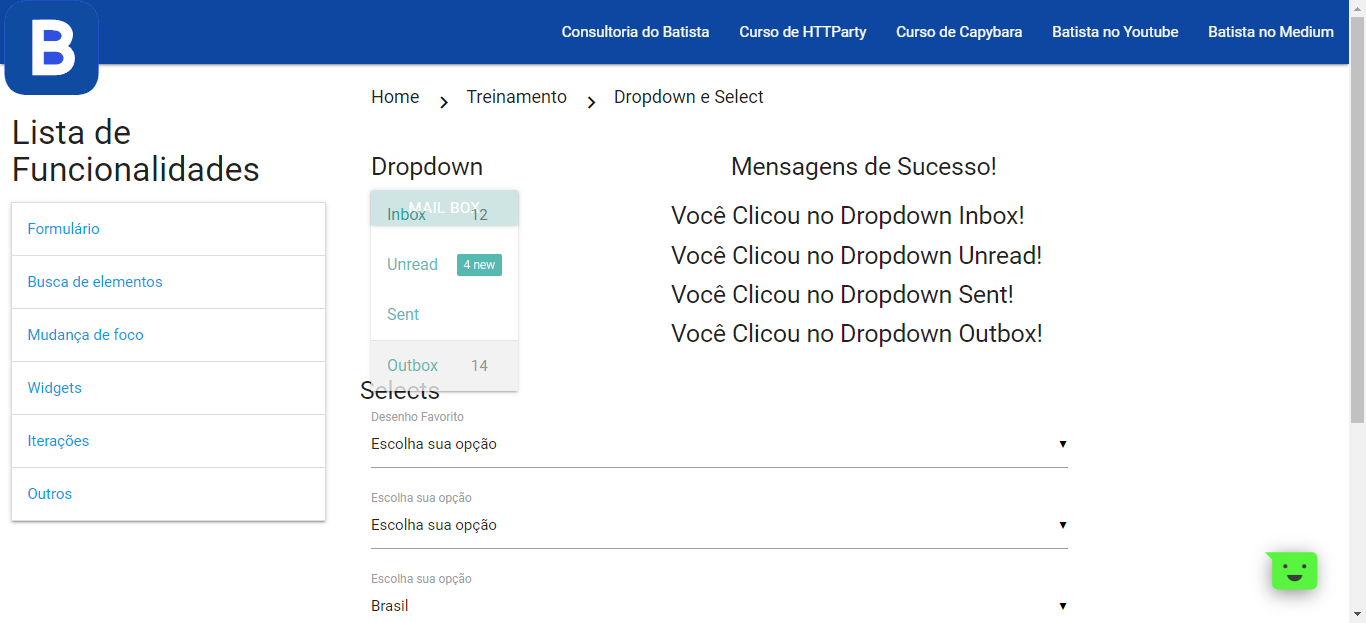 B
Consultoria do Batista
Curso de HTTParty
Curso de Capybara
Batista no Youtube
Batista no Medium
Home
Treinamento
Dropdown e Select
Lista de
Funcionalidades
Formulário
Busca de elementos
Mudança de foco
Widgets
Iterações
Outros
Dropdown
MAIL BOX
Inbox 12
Unread 4 new
Sent
Outbox 14
Mensagens de Sucesso!
Você Clicou no Dropdown Inbox!
Você Clicou no Dropdown Unread!
Você Clicou no Dropdown Sent!
Você Clicou no Dropdown Outbox!
Selects
Desenho Favorito
Escolha sua opção
Escolha sua opção
Escolha sua opção
Escolha sua opção
Brasil